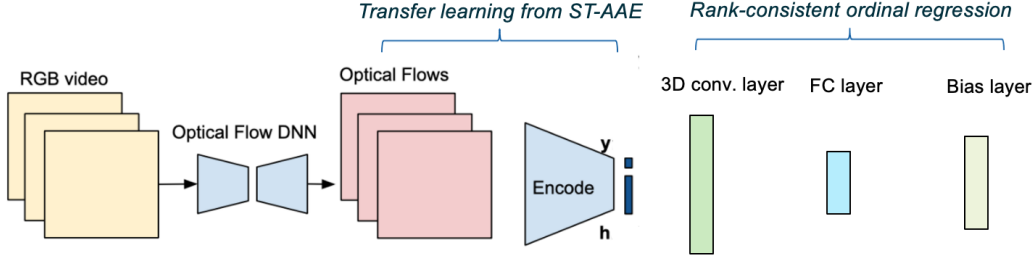 Transfer learning from ST-AAE
Rank-consistent ordinal regression
RGB video
Optical Flow DNN
Optical Flows
Encode
y
h
3D conv. layer
FC layer
Bias layer